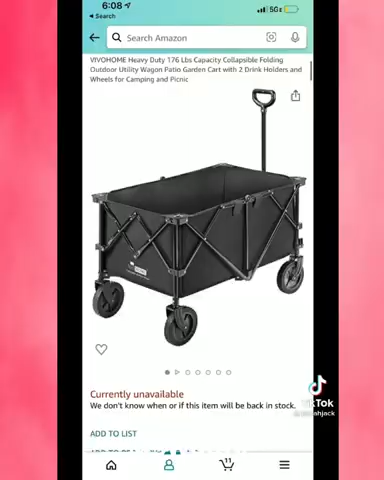 6:08
5G
Search
Search Amazon
VIVOHOME Heavy Duty 176 Lbs Capacity Collapsible Folding
Outdoor Utility Wagon Patio Garden Cart with 2 Drink Holders and
Wheels for Camping and Picnic
Currently unavailable
We don't know when or if this item will be back in stock.
TikTok
ADD TO LIST
11